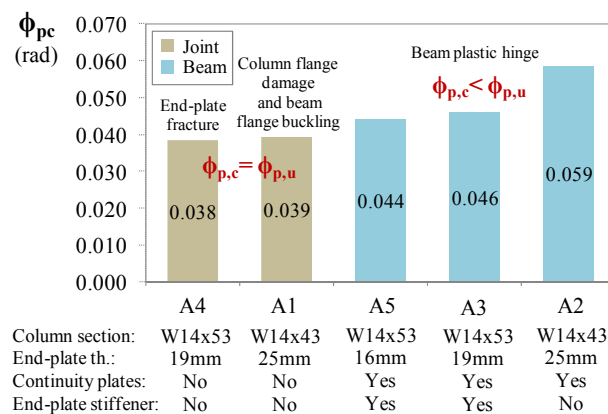 ϕpc
(rad)
0.070
0.060
0.050
0.040
0.030
0.020
0.010
0.000
Joint
Beam
End-plate
fracture
Column flange
damage
and beam
flange buckling
Beam plastic hinge
ϕp,c= ϕp,u
ϕp,c< ϕp,u
0.038 0.039 0.044 0.046 0.059
A4 A1 A5 A3 A2
Column section: W14x53 W14x43 W14x53 W14x53 W14x43
End-plate th.: 19mm 25mm 16mm 19mm 25mm
Continuity plates: No No Yes Yes Yes
End-plate stiffener: No No Yes Yes No